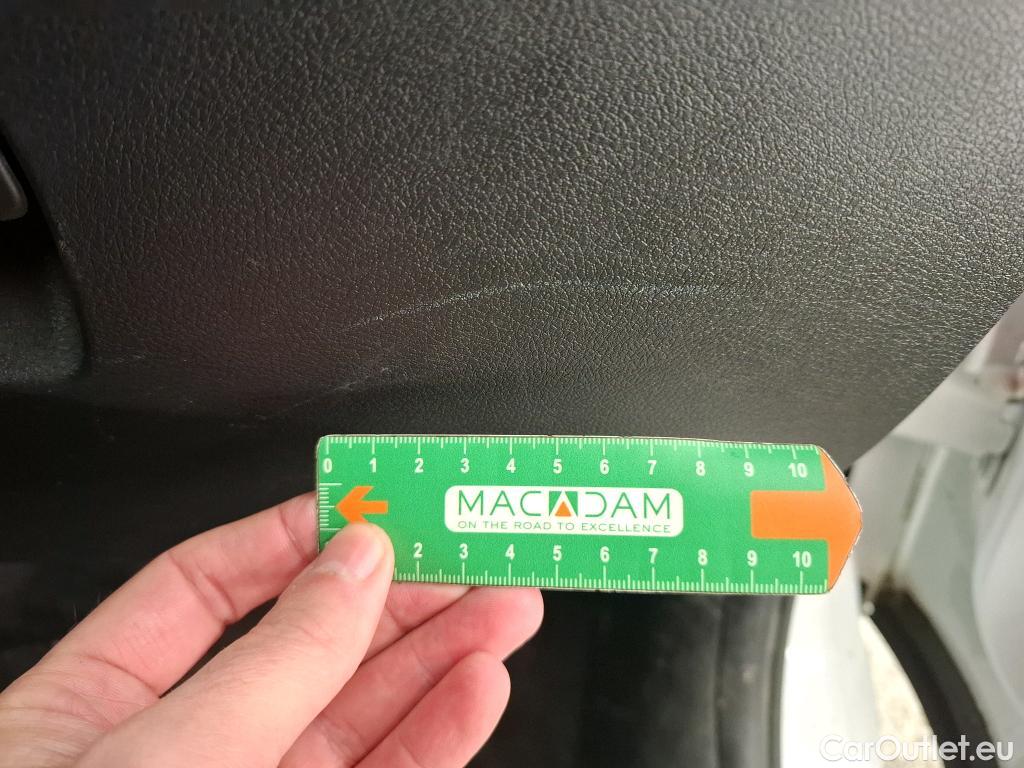 0 1 2 3 4 5 6 7 8 9 10
MACADAM
ON THE ROAD TO EXCELLENCE
2 3 4 5 6 7 8 9 10
CarOutlet.eu